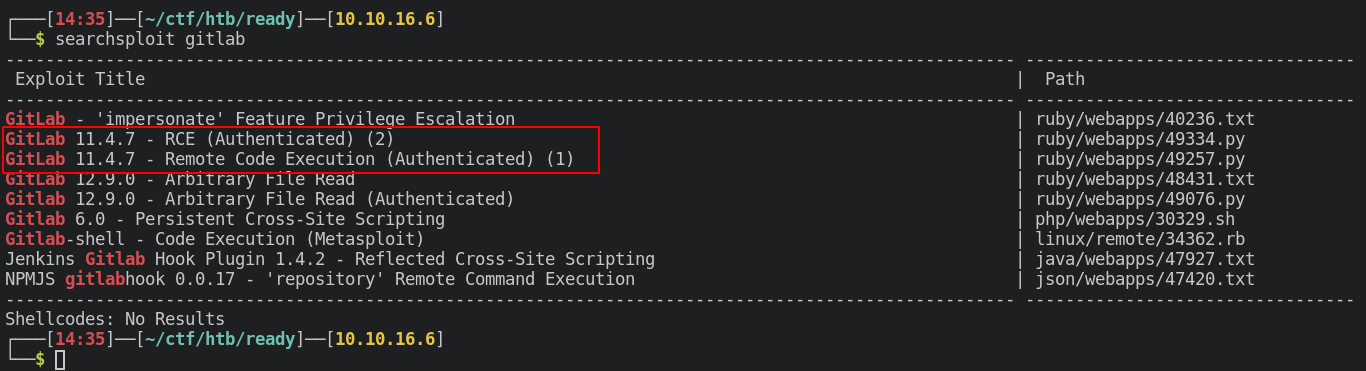 ┌───[14:35]──[~/ctf/htb/ready]──[10.10.16.6]
└──$ searchsploit gitlab
--------------------------------------------------------------------------------------------------- ---------------------------------
Exploit Title | Path
--------------------------------------------------------------------------------------------------- ---------------------------------
GitLab - 'impersonate' Feature Privilege Escalation | ruby/webapps/40236.txt
GitLab 11.4.7 - RCE (Authenticated) (2) | ruby/webapps/49334.py
GitLab 11.4.7 - Remote Code Execution (Authenticated) (1) | ruby/webapps/49257.py
GitLab 12.9.0 - Arbitrary File Read | ruby/webapps/48431.txt
Gitlab 12.9.0 - Arbitrary File Read (Authenticated) | ruby/webapps/49076.py
Gitlab 6.0 - Persistent Cross-Site Scripting | php/webapps/30329.sh
Gitlab-shell - Code Execution (Metasploit) | linux/remote/34362.rb
Jenkins Gitlab Hook Plugin 1.4.2 - Reflected Cross-Site Scripting | java/webapps/47927.txt
NPMJS gitlabhook 0.0.17 - 'repository' Remote Command Execution | json/webapps/47420.txt
--------------------------------------------------------------------------------------------------- ---------------------------------
Shellcodes: No Results
┌───[14:35]──[~/ctf/htb/ready]──[10.10.16.6]
└──$